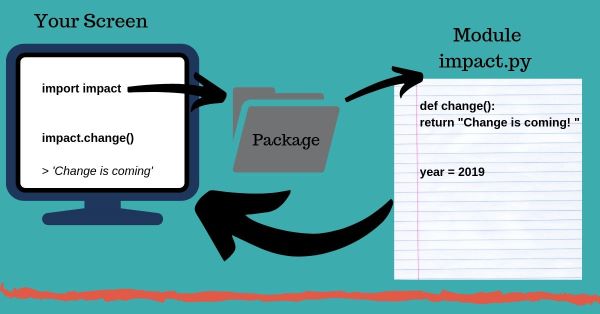 Your Screen
import impact
impact.change()
> 'Change is coming'
Package
Module
impact.py
def change():
return "Change is coming! "
year = 2019